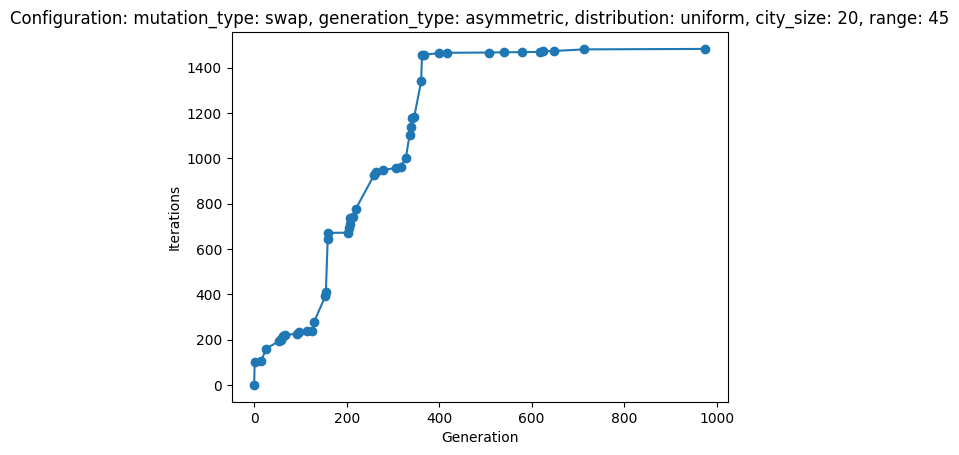 Configuration: mutation_type: swap, generation_type: asymmetric, distribution: uniform, city_size: 20, range: 45
1400
1200
1000
800
600
400
200
0
Iterations
0 200 400 600 800 1000
Generation